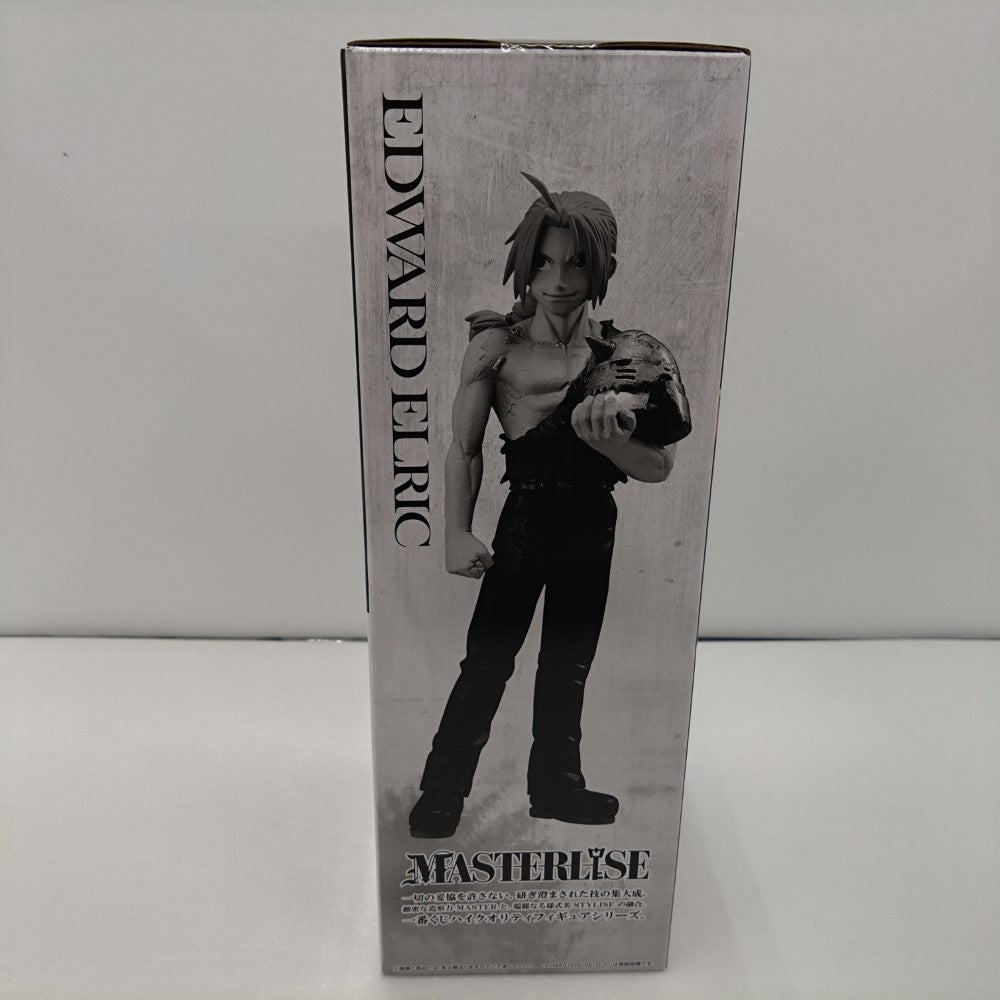 EDWARD ELRIC
MASTERLISE
一切の妥協を許さない、研ぎ澄まされた技の集大成。
緻密な造形力 MASTER と、端麗なる様式美 STYLISE の融合。
一番くじハイクオリティフィギュアシリーズ。